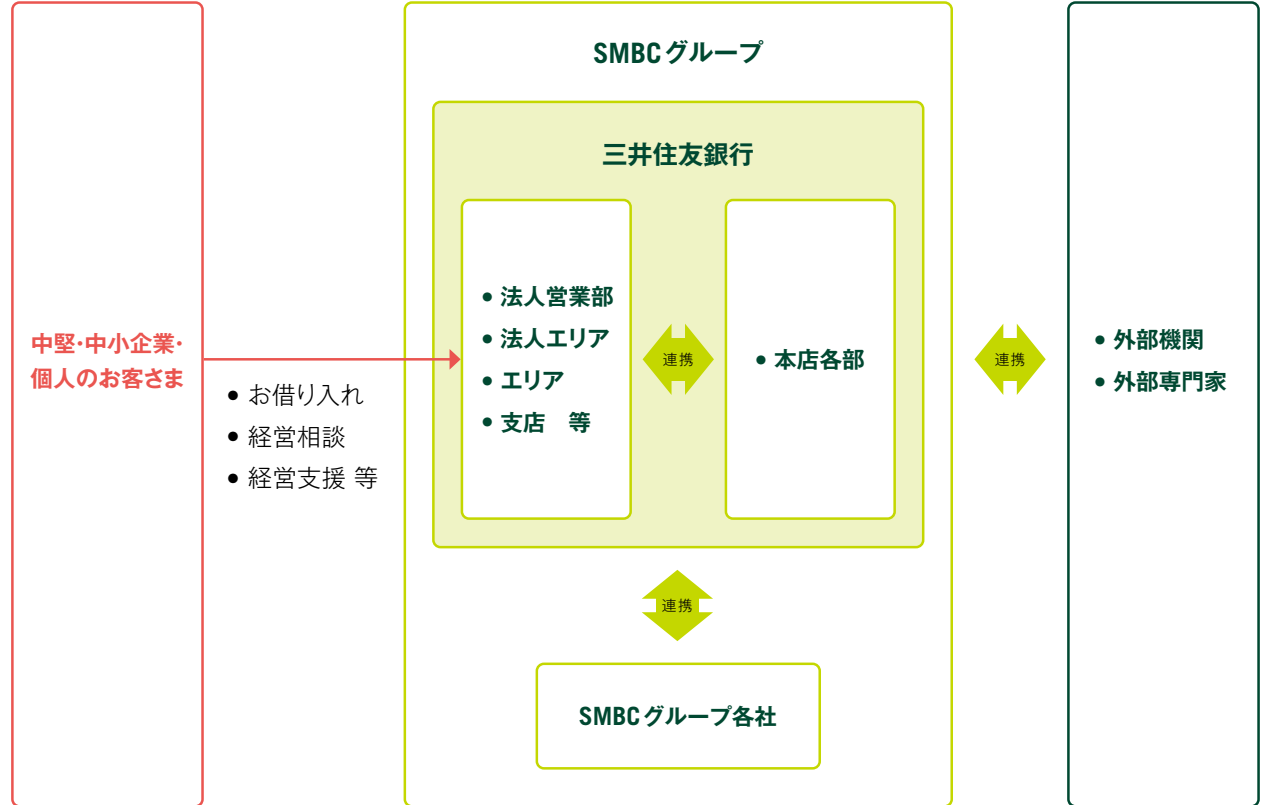 中堅・中小企業・
個人のお客さま
• お借り入れ
• 経営相談
• 経営支援 等
SMBCグループ
三井住友銀行
• 法人営業部
• 法人エリア
• エリア
• 支店　等
連携
• 本店各部
連携
SMBCグループ各社
連携
• 外部機関
• 外部専門家